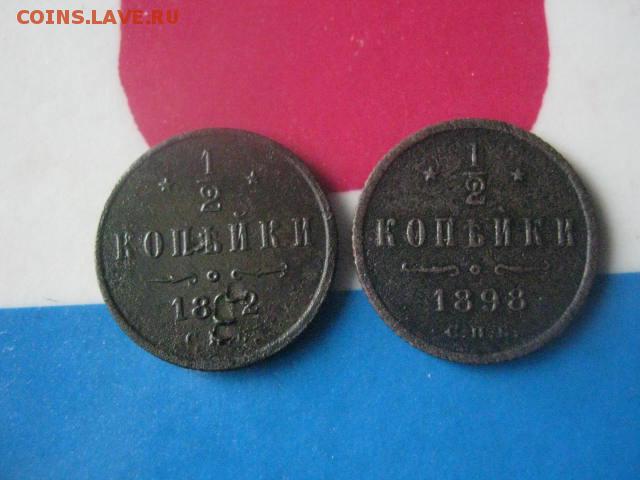 COINS.LAVE.RU
1/2
КОПѢЙКИ
1/2
КОПѢЙКИ
1898
С.П.Б.